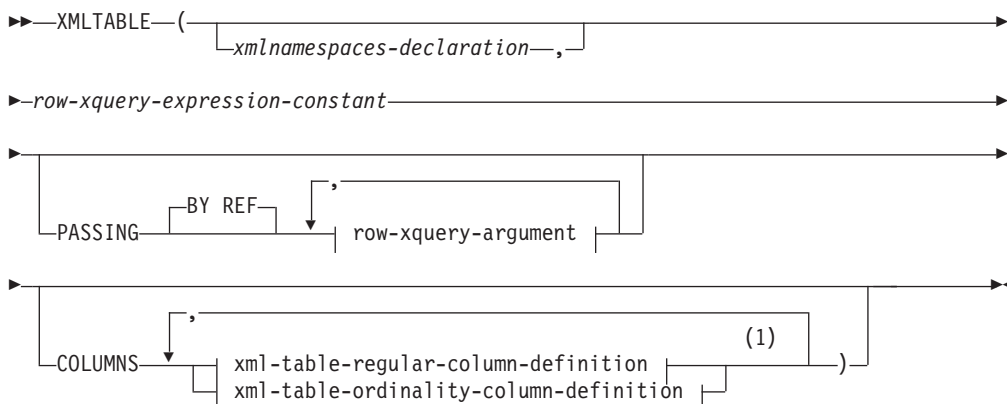 XMLTABLE (
xmlnamespaces-declaration ,
row-xquery-expression-constant
,
BY REF
PASSING row-xquery-argument
,
(1)
COLUMNS xml-table-regular-column-definition )
xml-table-ordinality-column-definition